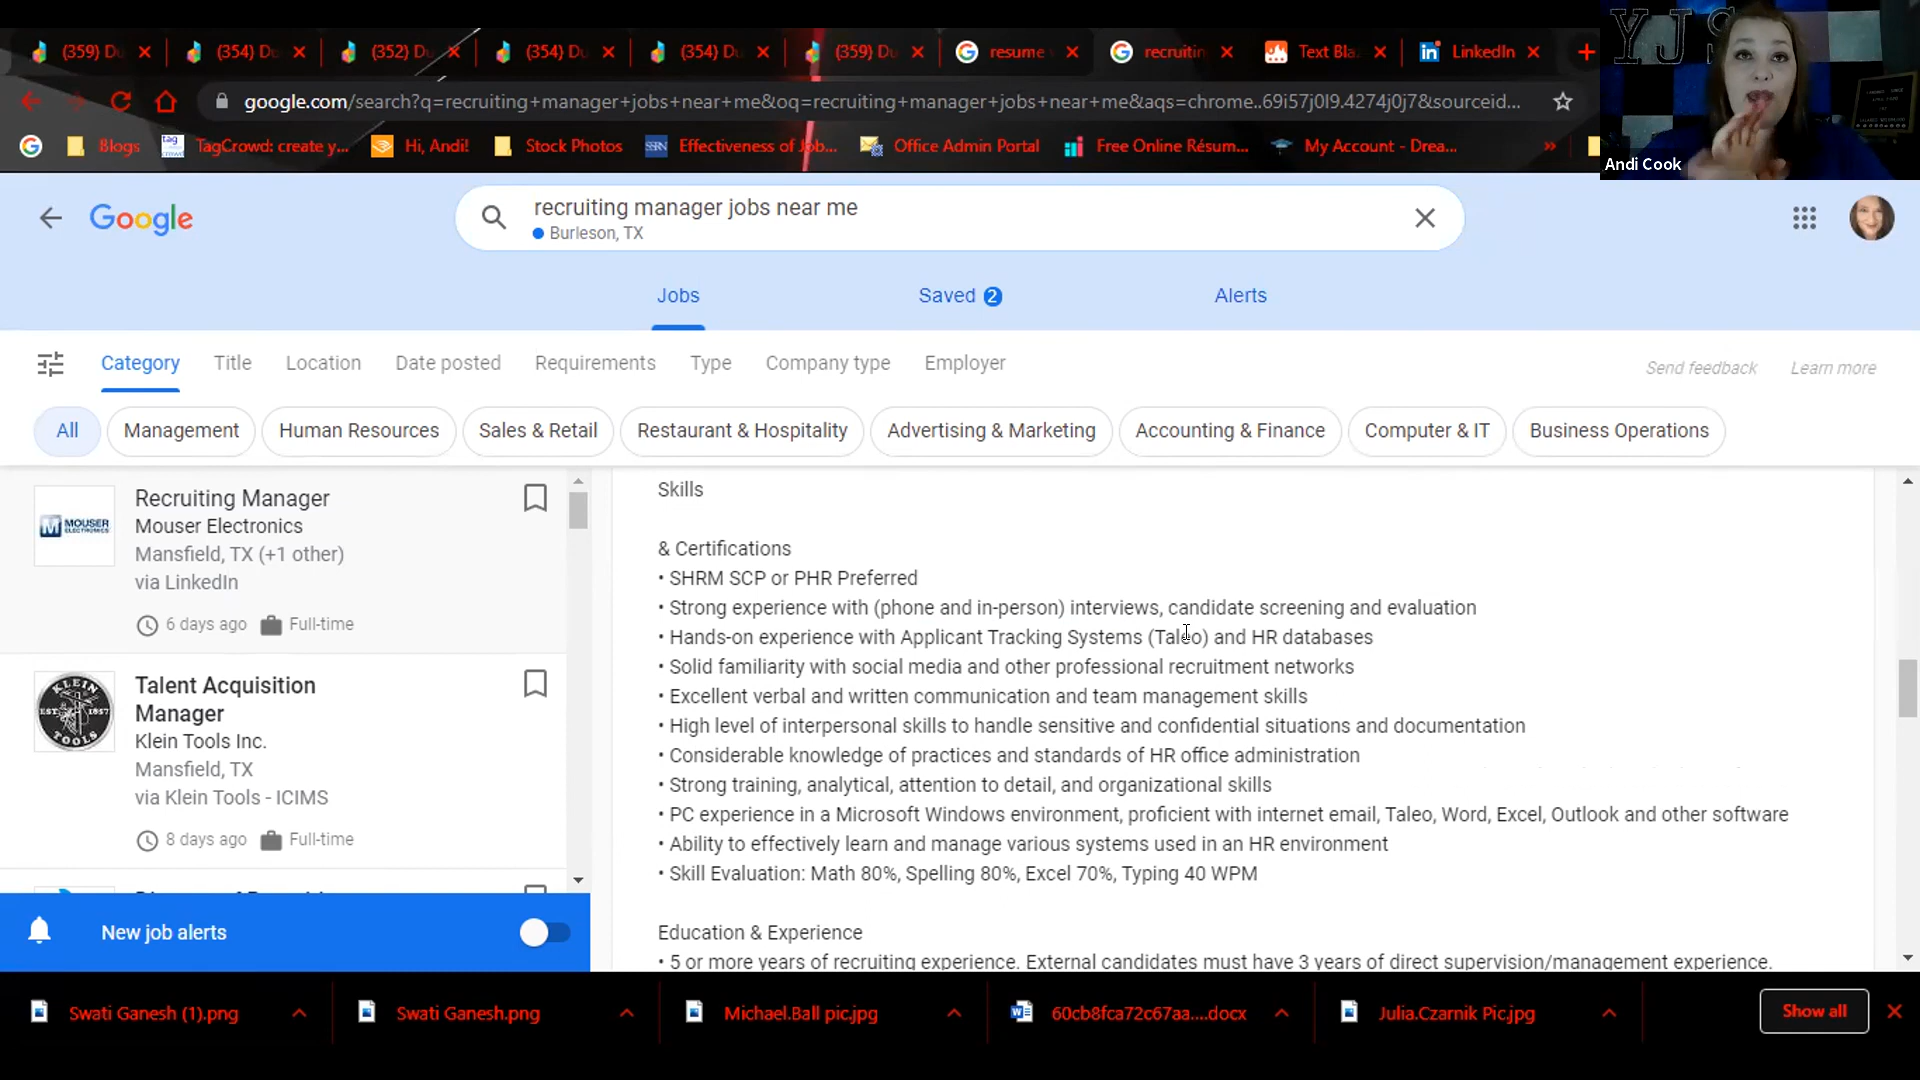 (359) Du
(354) Dc
(352) Du
(354) Du
(354) Du
(359) Du
resume
recruitin
Text Bla
LinkedIn
google.com/search?q=recruiting+manager+jobs+near+me&oq=recruiting+manager+jobs+near+me&aqs=chrome..69i57j0l9.4274j0j7&sourceid...
Blogs
TagCrowd: create y...
Hi, Andi!
Stock Photos
Effectiveness of Job...
Office Admin Portal
Free Online Résum...
My Account - Drea...
YJS
Andi Cook
Google
recruiting manager jobs near me
Burleson, TX
Jobs
Saved 2
Alerts
Category Title Location Date posted Requirements Type Company type Employer
Send feedback
Learn more
All
Management
Human Resources
Sales & Retail
Restaurant & Hospitality
Advertising & Marketing
Accounting & Finance
Computer & IT
Business Operations
MOUSER ELECTRONICS
Recruiting Manager
Mouser Electronics
Mansfield, TX (+1 other)
via LinkedIn
6 days ago
Full-time
KLEIN TOOLS
EST. 1857
Talent Acquisition
Manager
Klein Tools Inc.
Mansfield, TX
via Klein Tools - ICIMS
8 days ago
Full-time
New job alerts
Skills
& Certifications
• SHRM SCP or PHR Preferred
• Strong experience with (phone and in-person) interviews, candidate screening and evaluation
• Hands-on experience with Applicant Tracking Systems (Taleo) and HR databases
• Solid familiarity with social media and other professional recruitment networks
• Excellent verbal and written communication and team management skills
• High level of interpersonal skills to handle sensitive and confidential situations and documentation
• Considerable knowledge of practices and standards of HR office administration
• Strong training, analytical, attention to detail, and organizational skills
• PC experience in a Microsoft Windows environment, proficient with internet email, Taleo, Word, Excel, Outlook and other software
• Ability to effectively learn and manage various systems used in an HR environment
• Skill Evaluation: Math 80%, Spelling 80%, Excel 70%, Typing 40 WPM
Education & Experience
• 5 or more years of recruiting experience. External candidates must have 3 years of direct supervision/management experience.
Swati Ganesh (1).png
Swati Ganesh.png
Michael.Ball pic.jpg
60cb8fca72c67aa....docx
Julia.Czarnik Pic.jpg
Show all